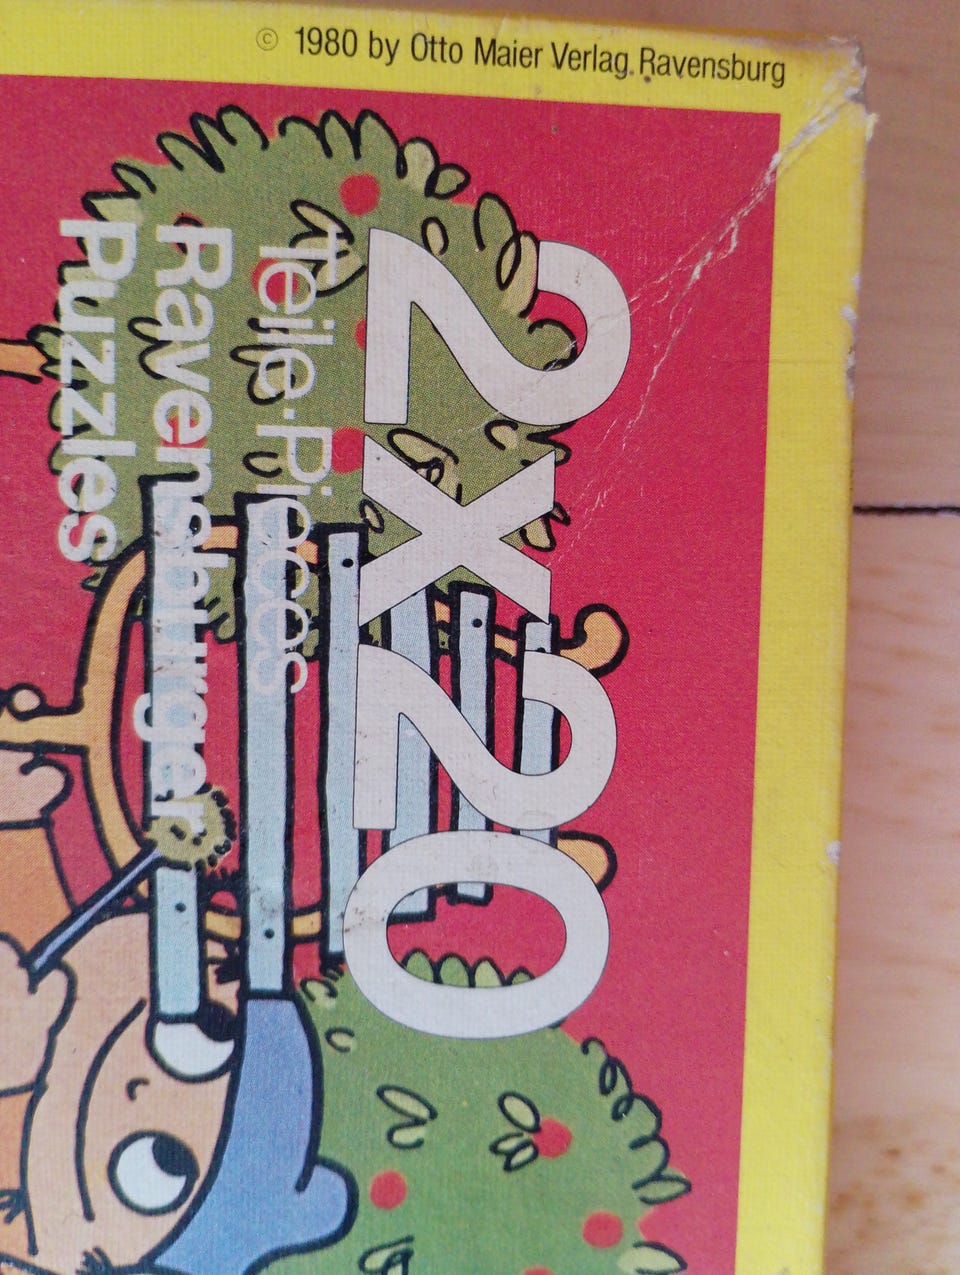 © 1980 by Otto Maier Verlag Ravensburg
2x20
Teile·Pieces
Ravensburger
Puzzles